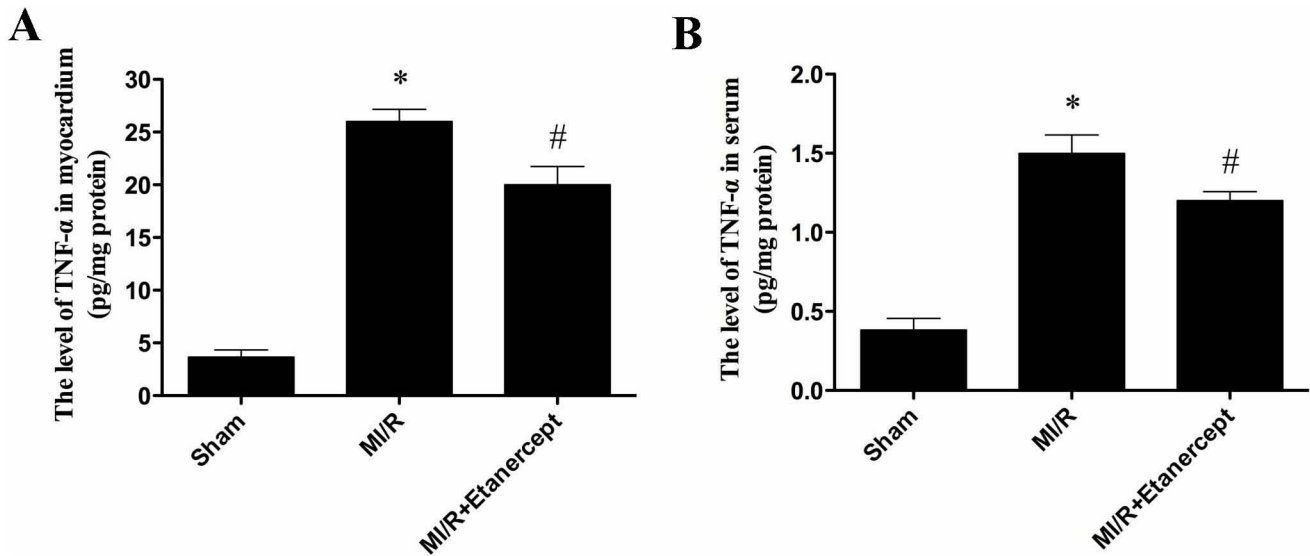 A
The level of TNF-α in myocardium
(pg/mg protein)
30
25
20
15
10
5
0
*
#
Sham
MI/R
MI/R+Etanercept
B
The level of TNF-α in serum
(pg/mg protein)
2.0
1.5
1.0
0.5
0.0
*
#
Sham
MI/R
MI/R+Etanercept